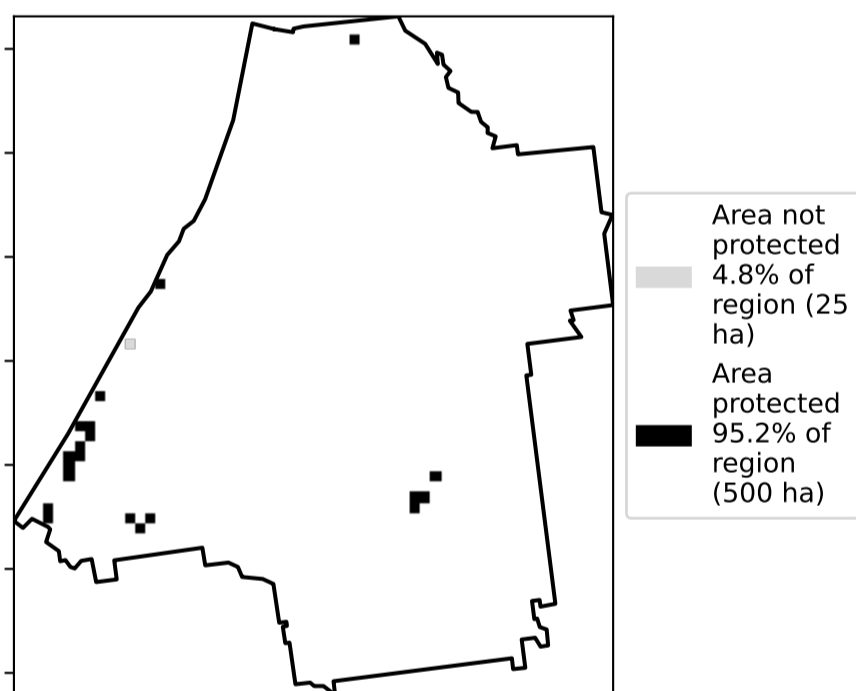 Area not
protected
4.8% of
region (25
ha)
Area
protected
95.2% of
region
(500 ha)